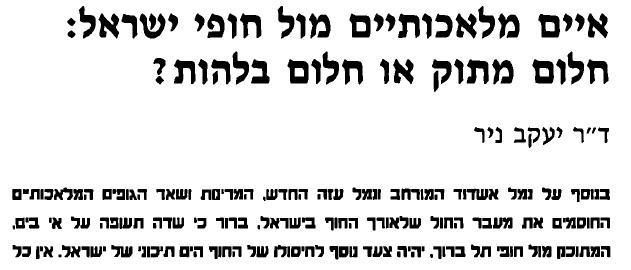 איים מלאכותיים מול חופי ישראל:
חלום מתוק או חלום בלהות?
ד״ר יעקב ניר
בנוסף על נמל אשדוד המורחב ונמל עזה החדש, המרינות ושאר הגופים המלאכותיים
החוסמים את מעבר החול שלאורך החוף בישראל, ברור כי שדה תעופה על אי בים,
המתוכנן מול חופי תל ברוך, יהיה צעד נוסף לחיסולו של החוף הים תיכוני של ישראל. אין כל